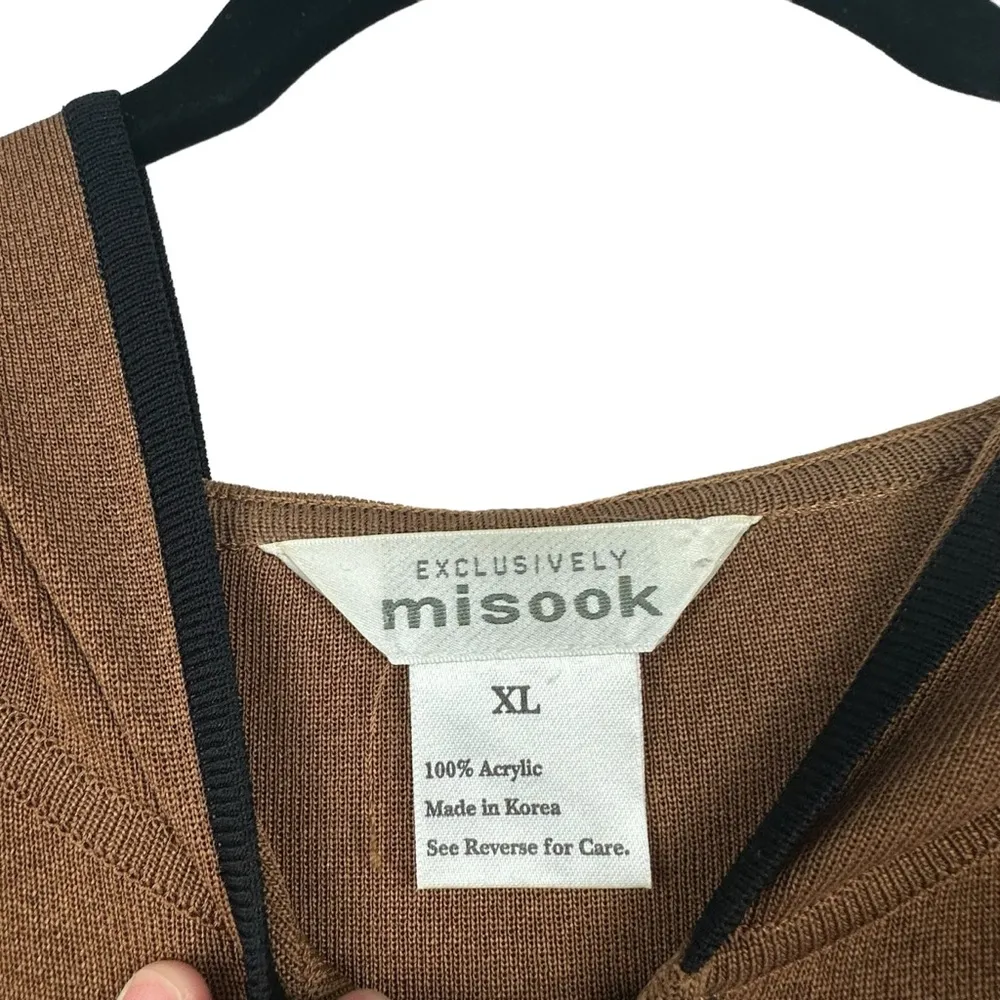 EXCLUSIVELY
misook
XL
100% Acrylic
Made in Korea
See Reverse for Care.